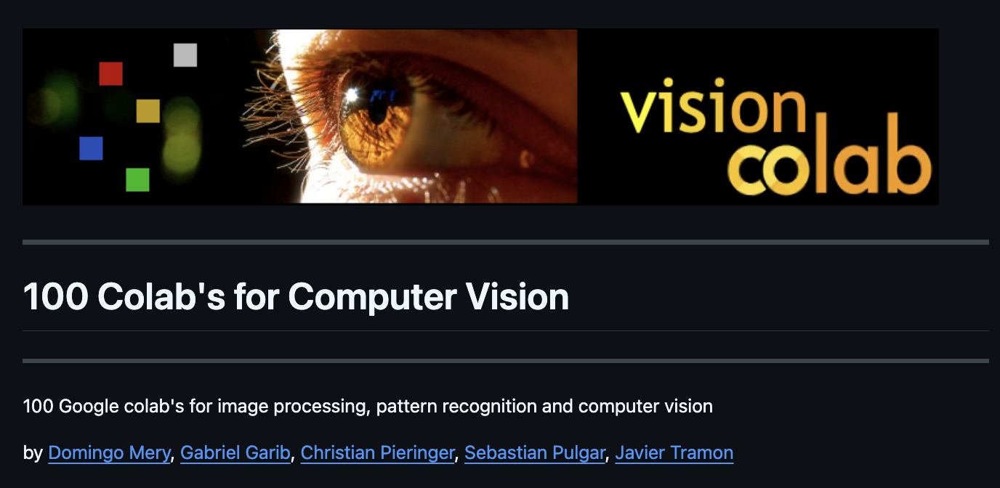 vision
colab
100 Colab's for Computer Vision
100 Google colab's for image processing, pattern recognition and computer vision
by Domingo Mery, Gabriel Garib, Christian Pieringer, Sebastian Pulgar, Javier Tramon